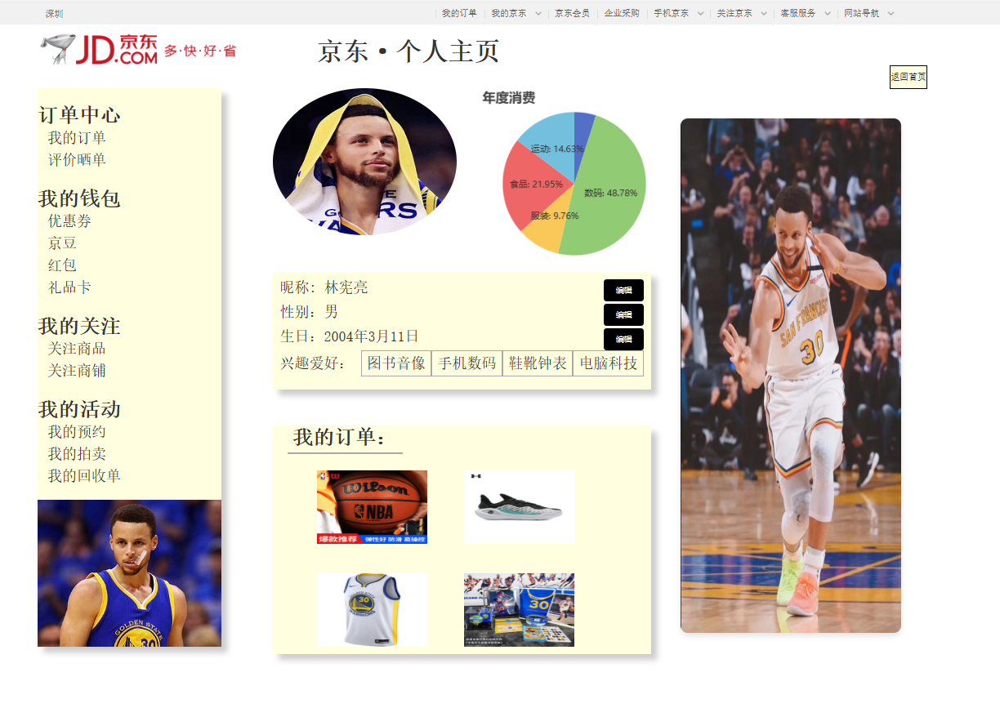 深圳
我的订单 我的京东 京东会员 企业采购 手机京东 关注京东 客服服务 网站导航
JD.COM 京东 多·快·好·省
京东·个人主页
返回首页
订单中心
我的订单
评价晒单
我的钱包
优惠券
京豆
红包
礼品卡
我的关注
关注商品
关注商铺
我的活动
我的预约
我的拍卖
我的回收单
GOLDEN STATE
年度消费
运动: 14.63%
食品: 21.95%
数码: 48.78%
服装: 9.76%
昵称: 林宪亮 编辑
性别: 男 编辑
生日: 2004年3月11日 编辑
兴趣爱好: 图书音像 手机数码 鞋靴钟表 电脑科技
我的订单:
Wilson
NBA
爆款推荐 弹性好 防滑 易操控
30
30
SAN FRANCISCO
30